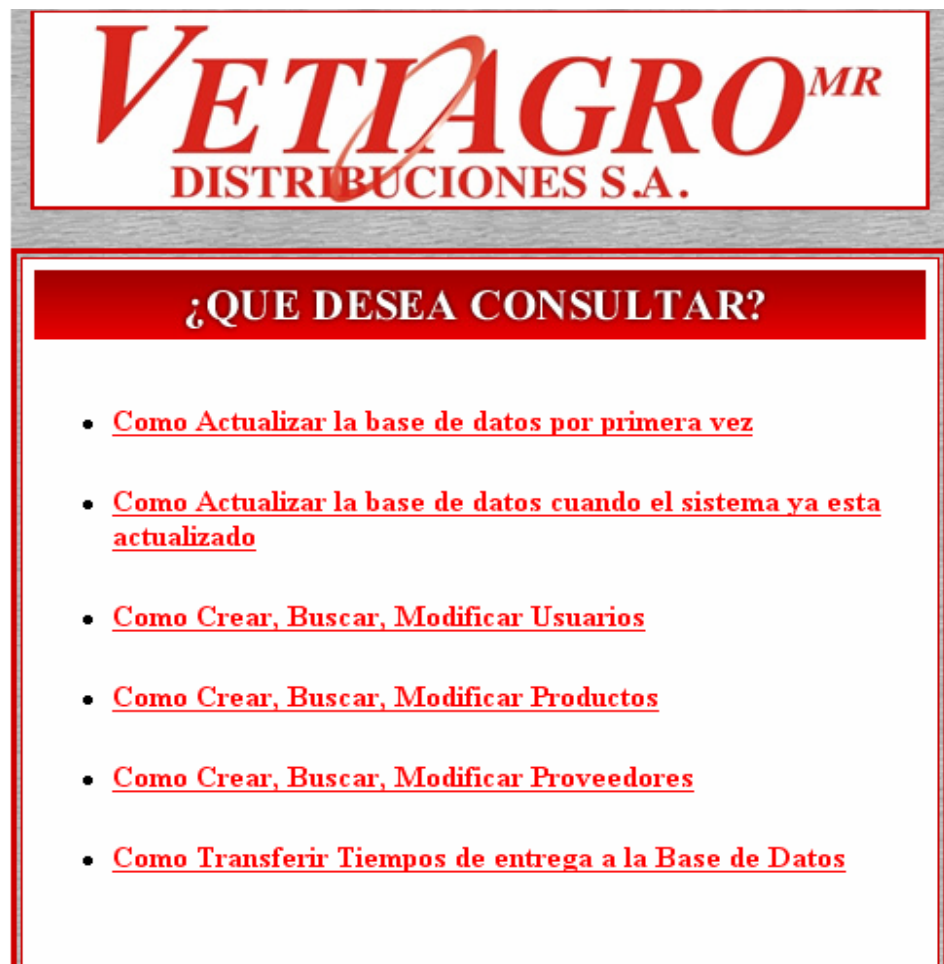 VETIAGRO MR
DISTRIBUCIONES S.A.
¿QUE DESEA CONSULTAR?
Como Actualizar la base de datos por primera vez
Como Actualizar la base de datos cuando el sistema ya esta
actualizado
Como Crear, Buscar, Modificar Usuarios
Como Crear, Buscar, Modificar Productos
Como Crear, Buscar, Modificar Proveedores
Como Transferir Tiempos de entrega a la Base de Datos